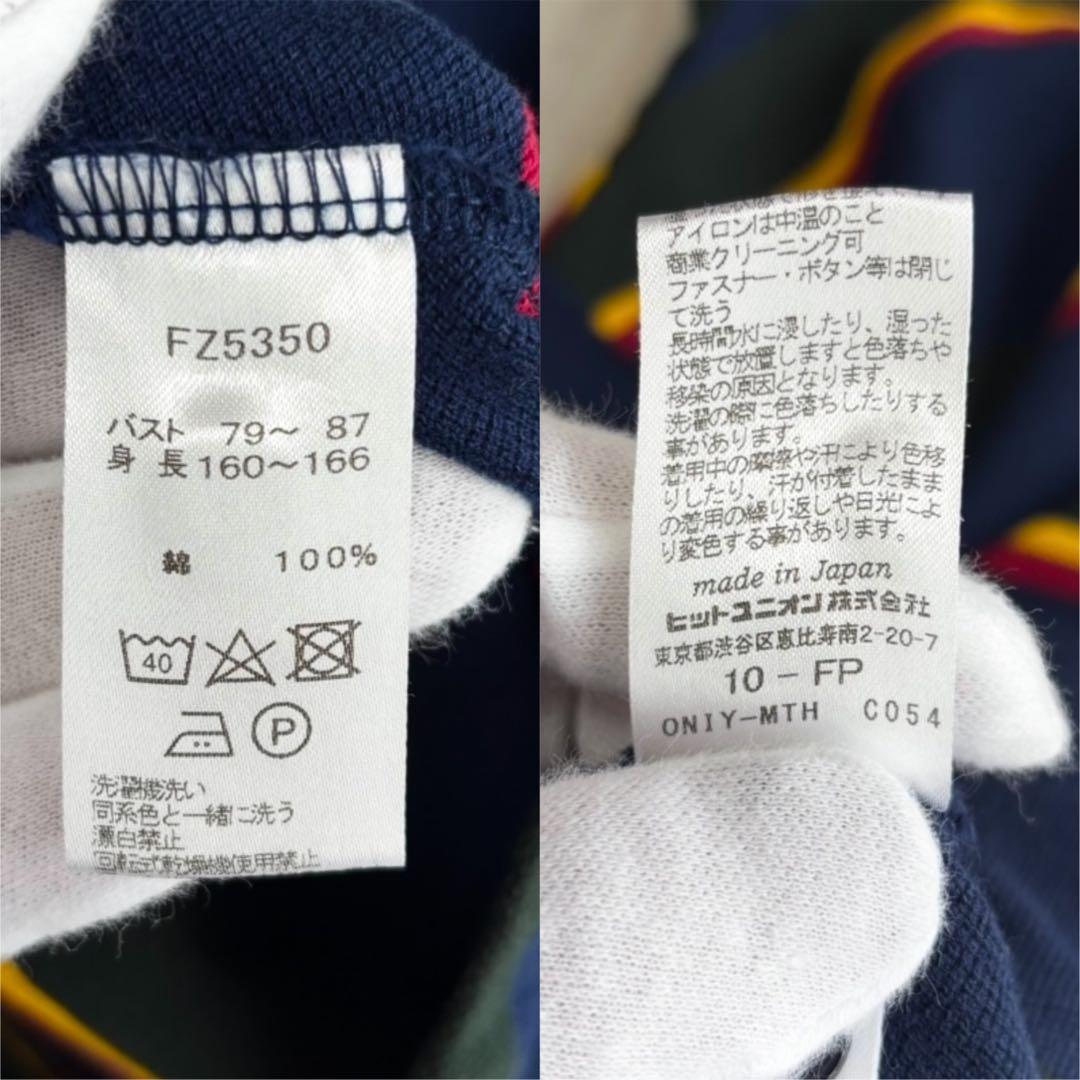 FZ5350
バスト 79〜 87
身 長 160〜166
綿 100%
40
P
洗濯機洗い
同系色と一緒に洗う
漂白禁止
回転式乾燥機使用禁止
アイロンは中温のこと
商業クリーニング可
ファスナー・ボタン等は閉じ
て洗う
長時間水に浸したり、湿った
状態で放置しますと色落ちや
移染の原因となります。
洗濯の際に色落ちしたりする
事があります。
着用中の摩擦や汗により色移
りしたり、汗が付着したまま
の着用の繰り返しや日光によ
り変色する事があります。
made in Japan
ヒットユニオン株式会社
東京都渋谷区恵比寿南2-20-7
10 - FP
ONIY-MTH C054